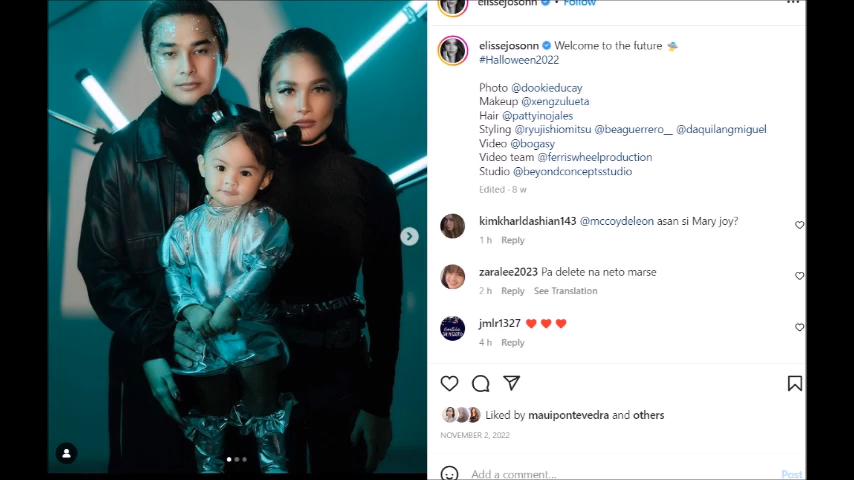 elissejosonn • Follow
elissejosonn Welcome to the future
#Halloween2022
Photo @dookieducay
Makeup @xengzulueta
Hair @pattyinojales
Styling @ryujishiomitsu @beaguerrero__ @daquilangmiguel
Video @bogasy
Video team @ferriswheelproduction
Studio @beyondconceptsstudio
Edited · 8 w
kimkharldashian143 @mccoydeleon asan si Mary joy?
1 h Reply
zaralee2023 Pa delete na neto marse
2 h Reply See Translation
jmlr1327 ❤️ ❤️ ❤️
4 h Reply
Liked by mauipontevedra and others
NOVEMBER 2, 2022
Add a comment... Post